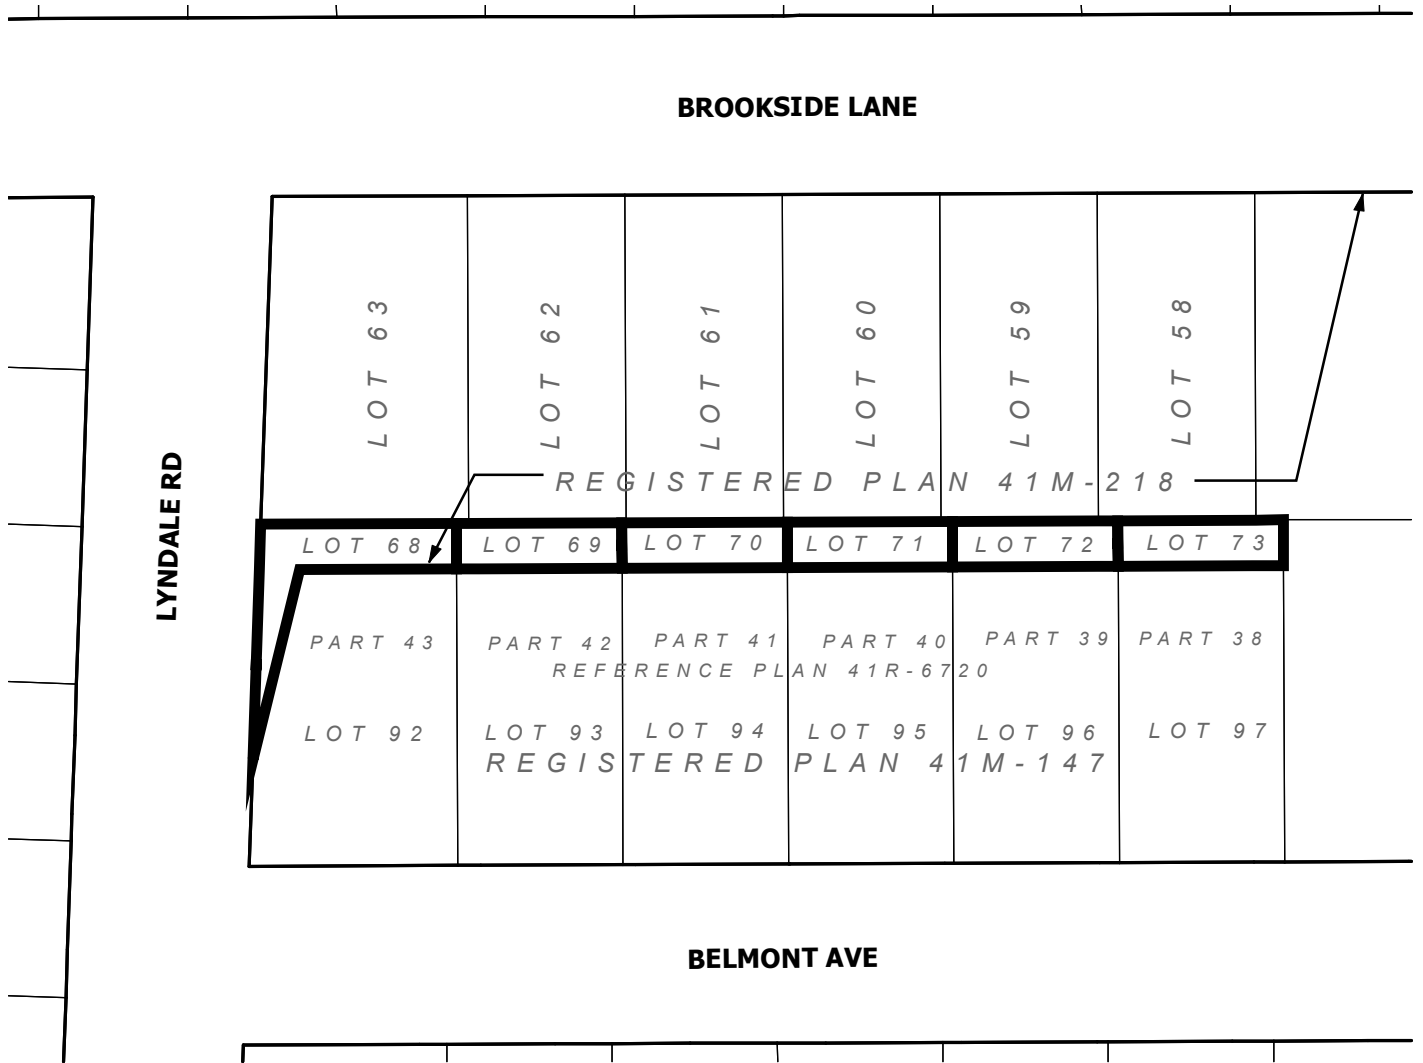 BROOKSIDE LANE
LOT 63
LOT 62
LOT 61
LOT 60
LOT 59
LOT 58
REGISTERED PLAN 41M-218
LYNDALE RD
LOT 68
LOT 69
LOT 70
LOT 71
LOT 72
LOT 73
PART 43
PART 42
PART 41
PART 40
PART 39
PART 38
REFERENCE PLAN 41R-6720
LOT 92
LOT 93
LOT 94
LOT 95
LOT 96
LOT 97
REGISTERED PLAN 41M-147
BELMONT AVE